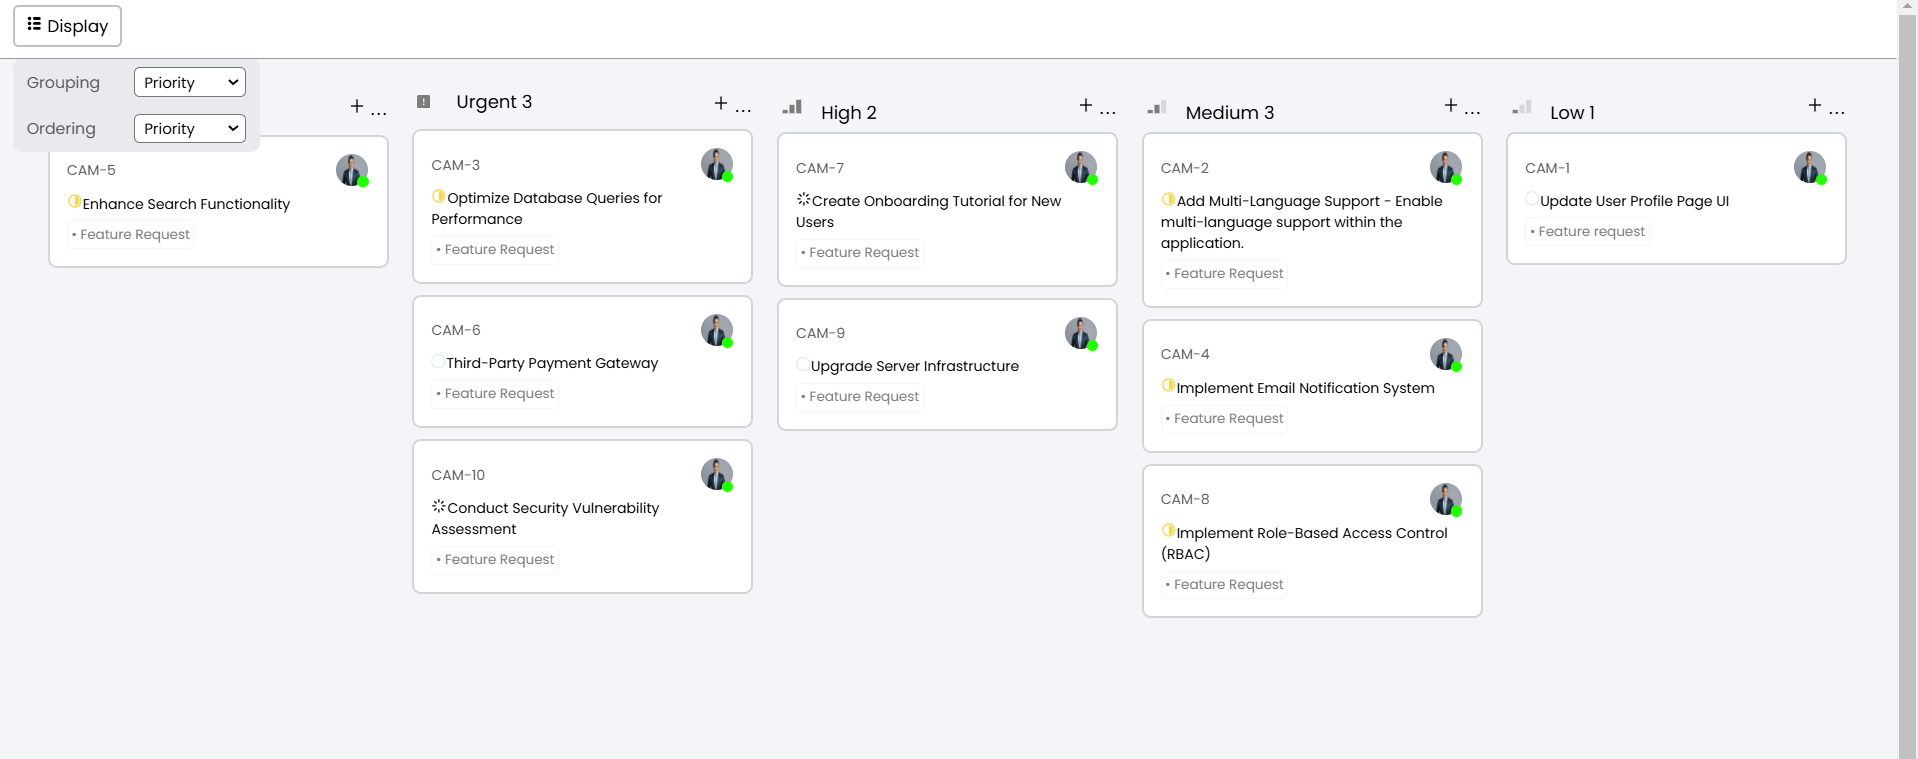 Display
Grouping Priority
Ordering Priority
+ ...
CAM-5
Enhance Search Functionality
• Feature Request
Urgent 3 + ...
CAM-3
Optimize Database Queries for
Performance
• Feature Request
CAM-6
Third-Party Payment Gateway
• Feature Request
CAM-10
Conduct Security Vulnerability
Assessment
• Feature Request
High 2 + ...
CAM-7
Create Onboarding Tutorial for New
Users
• Feature Request
CAM-9
Upgrade Server Infrastructure
• Feature Request
Medium 3 + ...
CAM-2
Add Multi-Language Support - Enable
multi-language support within the
application.
• Feature Request
CAM-4
Implement Email Notification System
• Feature Request
CAM-8
Implement Role-Based Access Control
(RBAC)
• Feature Request
Low 1 + ...
CAM-1
Update User Profile Page UI
• Feature request